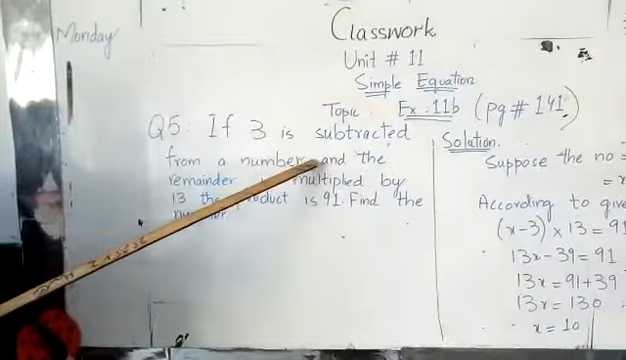 Monday
Classwork
Unit # 11
Simple Equation
Topic Ex. 11b (pg # 141)
Q5: If 3 is subtracted
from a number and the
remainder multipled by
13 the is 91. Find the
Solution.
Suppose the no =
= x
According to give
(x-3) × 13 = 91
13x - 39 = 91
13x = 91 + 39
13x = 130
x = 10